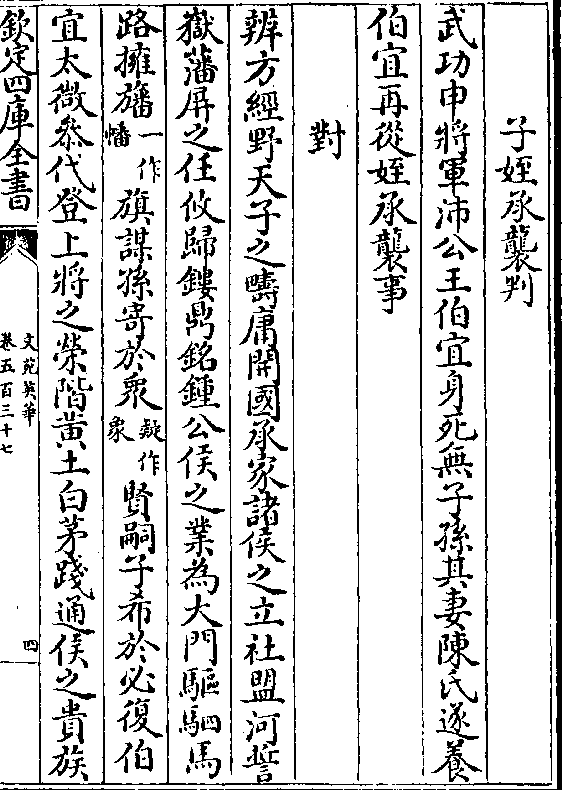 子姪承襲判
武功申將軍沛公王伯宜身死無子孫其妻陳氏遂養
伯宜再從姪承襲事
對
辨方經野天子之疇庸開國承家諸侯之立社盟河誓
嶽藩屏之任攸歸鏤鼎銘鍾公侯之業為大門驅駟馬
路擁旛一作幡旗謀孫寄於衆疑作象賢嗣子希於必復伯
宜太微叅代登上將之榮階黄土白茅踐通侯之貴族
欽定四庫全書
文苑英華
卷五百三十七
四